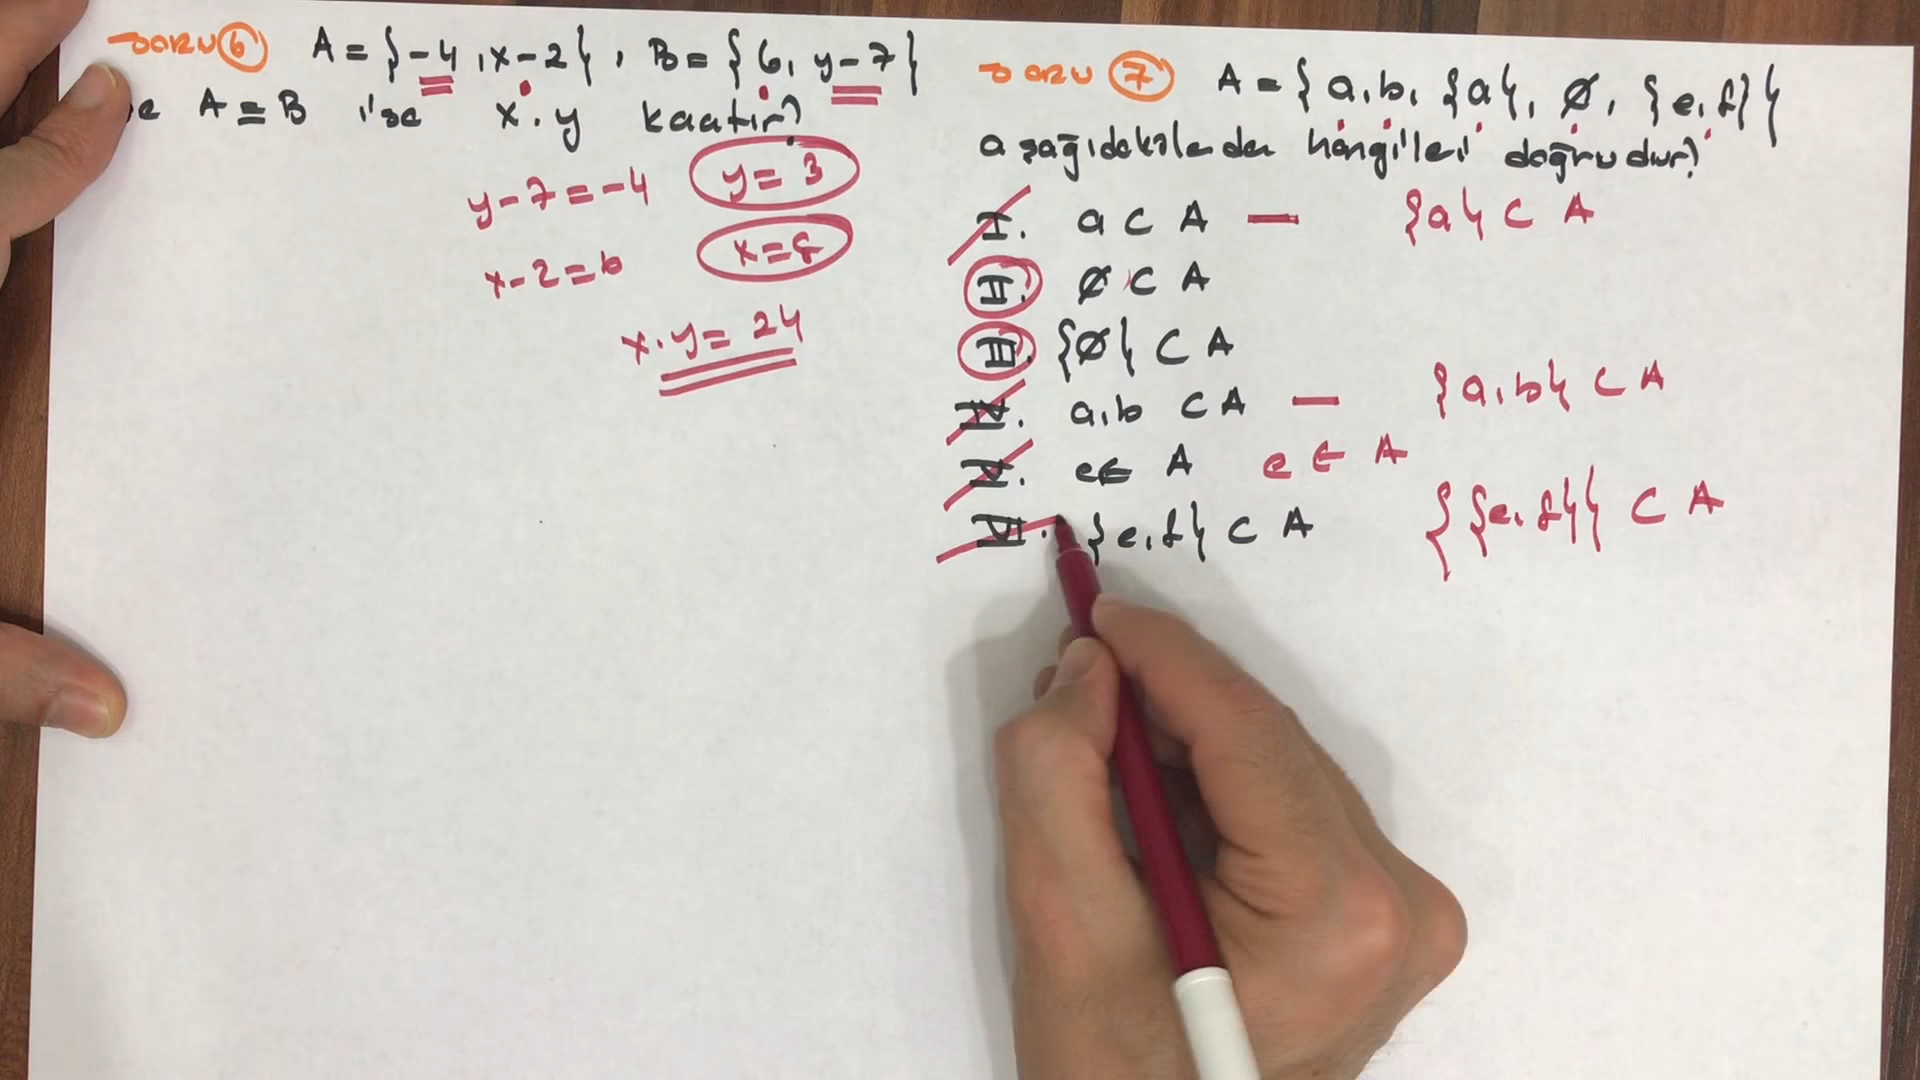 SORU 6 A = {-4, x-2}, B = {6, y-7}
ve A = B ise x.y kaçtır?
y-7 = -4 y = 3
x-2 = 6 x = 8
x.y = 24
SORU 7 A = {a, b, {a}, ∅, {e, f}}
aşağıdakilerden hangileri doğrudur?
I. a ⊂ A — {a} ⊂ A
II. ∅ ⊂ A
III. {∅} ⊂ A
IV. a,b ⊂ A — {a,b} ⊂ A
V. e ∈ A e ∈ A
VI. {e,f} ⊂ A {{e,f}} ⊂ A